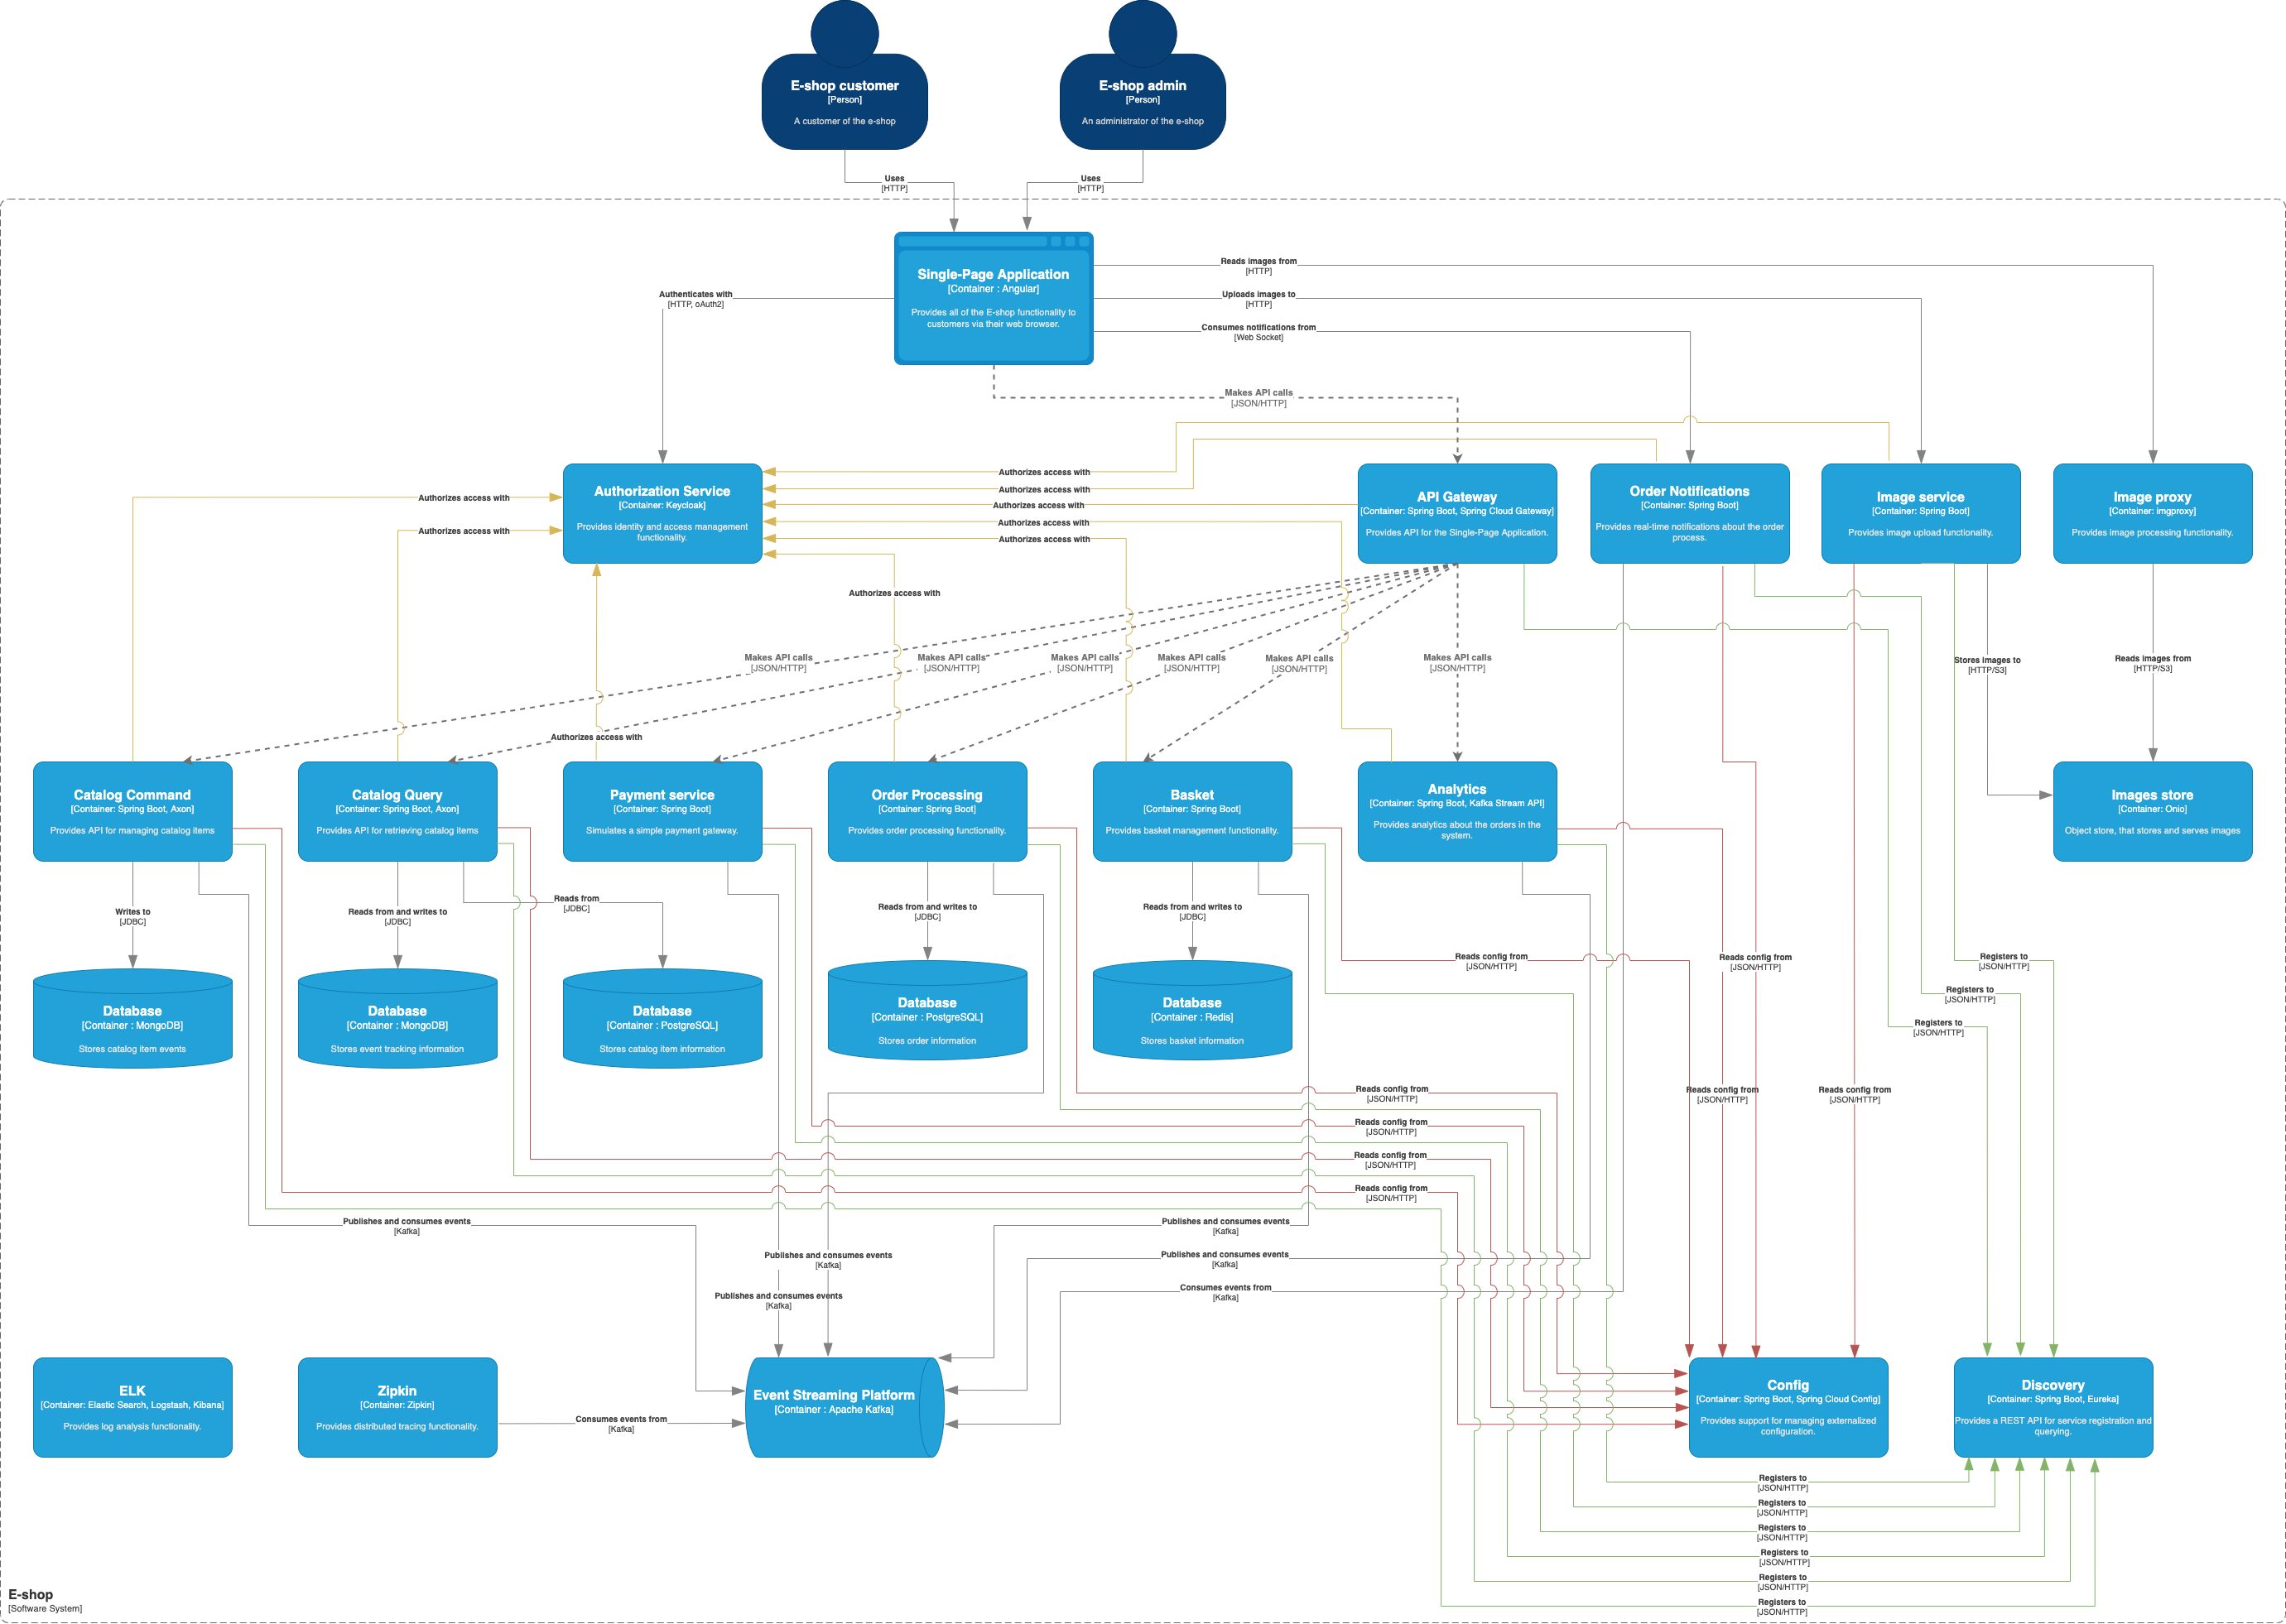 E-shop customer
[Person]
A customer of the e-shop
E-shop admin
[Person]
An administrator of the e-shop
Uses
[HTTP]
Uses
[HTTP]
Single-Page Application
[Container : Angular]
Provides all of the E-shop functionality to
customers via their web browser.
Reads images from
[HTTP]
Authenticates with
[HTTP, oAuth2]
Uploads images to
[HTTP]
Consumes notifications from
[Web Socket]
Makes API calls
[JSON/HTTP]
Authorizes access with
Authorizes access with
Authorizes access with
Authorizes access with
Authorizes access with
Authorizes access with
Authorizes access with
Authorization Service
[Container: Keycloak]
Provides identity and access management
functionality.
API Gateway
[Container: Spring Boot, Spring Cloud Gateway]
Provides API for the Single-Page Application.
Order Notifications
[Container: Spring Boot]
Provides real-time notifications about the order
process.
Image service
[Container: Spring Boot]
Provides image upload functionality.
Image proxy
[Container: imgproxy]
Provides image processing functionality.
Authorizes access with
Makes API calls
[JSON/HTTP]
Makes API calls
[JSON/HTTP]
Makes API calls
[JSON/HTTP]
Makes API calls
[JSON/HTTP]
Makes API calls
[JSON/HTTP]
Makes API calls
[JSON/HTTP]
Stores images to
[HTTP/S3]
Reads images from
[HTTP/S3]
Authorizes access with
Catalog Command
[Container: Spring Boot, Axon]
Provides API for managing catalog items
Catalog Query
[Container: Spring Boot, Axon]
Provides API for retrieving catalog items
Payment service
[Container: Spring Boot]
Simulates a simple payment gateway.
Order Processing
[Container: Spring Boot]
Provides order processing functionality.
Basket
[Container: Spring Boot]
Provides basket management functionality.
Analytics
[Container: Spring Boot, Kafka Stream API]
Provides analytics about the orders in the
system.
Images store
[Container: Onio]
Object store, that stores and serves images
Writes to
[JDBC]
Reads from and writes to
[JDBC]
Reads from
[JDBC]
Reads from and writes to
[JDBC]
Reads from and writes to
[JDBC]
Reads config from
[JSON/HTTP]
Reads config from
[JSON/HTTP]
Registers to
[JSON/HTTP]
Registers to
[JSON/HTTP]
Registers to
[JSON/HTTP]
Database
[Container : MongoDB]
Stores catalog item events
Database
[Container : MongoDB]
Stores event tracking information
Database
[Container : PostgreSQL]
Stores catalog item information
Database
[Container : PostgreSQL]
Stores order information
Database
[Container : Redis]
Stores basket information
Reads config from
[JSON/HTTP]
Reads config from
[JSON/HTTP]
Reads config from
[JSON/HTTP]
Reads config from
[JSON/HTTP]
Reads config from
[JSON/HTTP]
Reads config from
[JSON/HTTP]
Publishes and consumes events
[Kafka]
Publishes and consumes events
[Kafka]
Publishes and consumes events
[Kafka]
Publishes and consumes events
[Kafka]
Publishes and consumes events
[Kafka]
Consumes events from
[Kafka]
ELK
[Container: Elastic Search, Logstash, Kibana]
Provides log analysis functionality.
Zipkin
[Container: Zipkin]
Provides distributed tracing functionality.
Consumes events from
[Kafka]
Event Streaming Platform
[Container : Apache Kafka]
Config
[Container: Spring Boot, Spring Cloud Config]
Provides support for managing externalized
configuration.
Discovery
[Container: Spring Boot, Eureka]
Provides a REST API for service registration and
querying.
Registers to
[JSON/HTTP]
Registers to
[JSON/HTTP]
Registers to
[JSON/HTTP]
Registers to
[JSON/HTTP]
Registers to
[JSON/HTTP]
Registers to
[JSON/HTTP]
E-shop
[Software System]